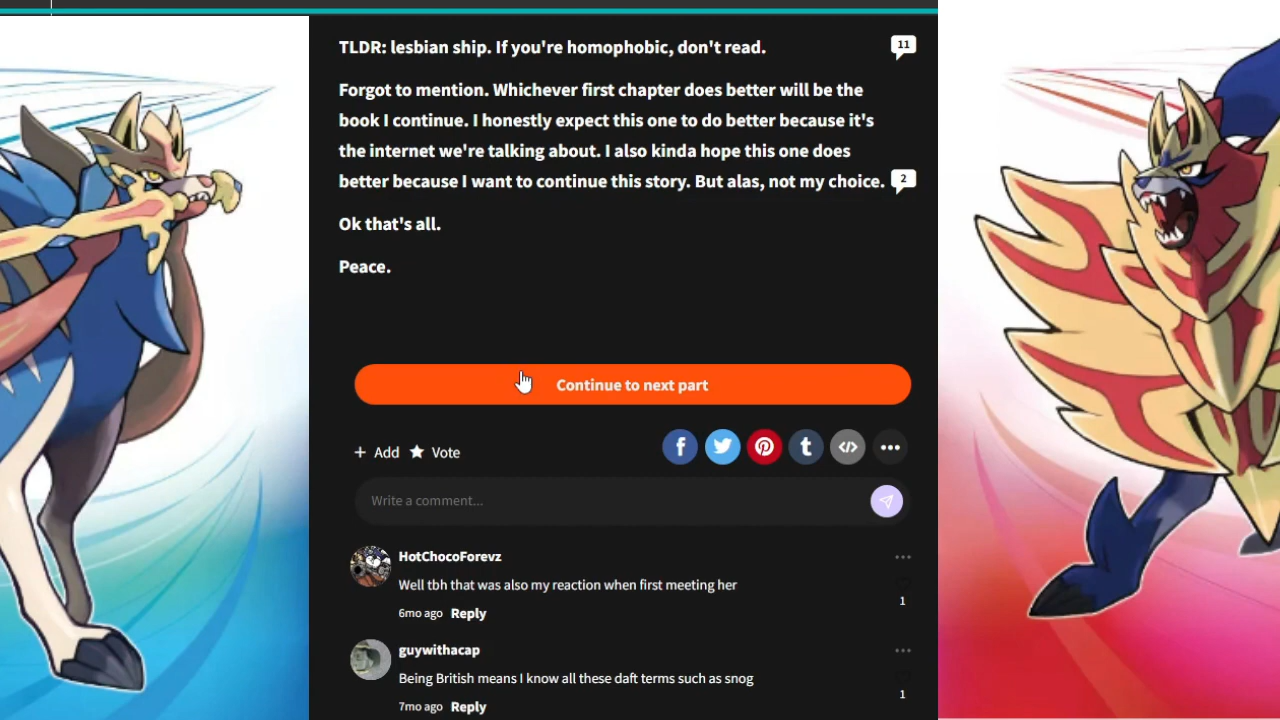 TLDR: lesbian ship. If you're homophobic, don't read.
11
Forgot to mention. Whichever first chapter does better will be the
book I continue. I honestly expect this one to do better because it's
the internet we're talking about. I also kinda hope this one does
better because I want to continue this story. But alas, not my choice.
2
Ok that's all.
Peace.
Continue to next part
+ Add ★ Vote
Write a comment...
HotChocoForevz
Well tbh that was also my reaction when first meeting her
1
6mo ago Reply
guywithacap
Being British means I know all these daft terms such as snog
1
7mo ago Reply